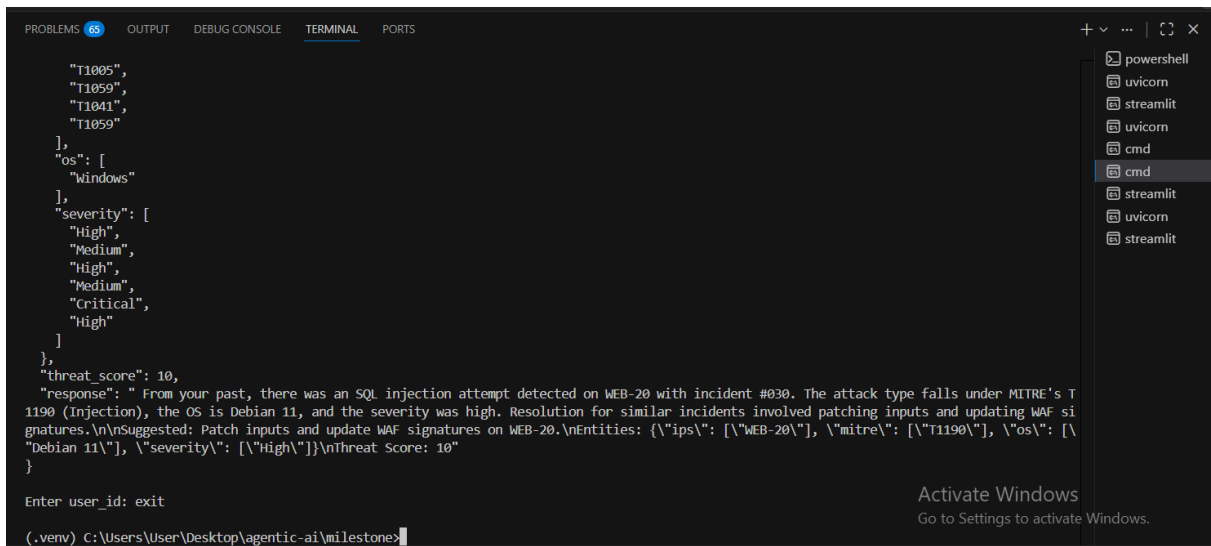 PROBLEMS 65 OUTPUT DEBUG CONSOLE TERMINAL PORTS
"T1005",
"T1059",
"T1041",
"T1059"
],
"os": [
"Windows"
],
"severity": [
"High",
"Medium",
"High",
"Medium",
"Critical",
"High"
]
},
"threat_score": 10,
"response": " From your past, there was an SQL injection attempt detected on WEB-20 with incident #030. The attack type falls under MITRE's T
1190 (Injection), the OS is Debian 11, and the severity was high. Resolution for similar incidents involved patching inputs and updating WAF si
gnatures.\n\nSuggested: Patch inputs and update WAF signatures on WEB-20.\nEntities: {\"ips\": [\"WEB-20\"], \"mitre\": [\"T1190\"], \"os\": [\
"Debian 11\"], \"severity\": [\"High\"]}\nThreat Score: 10"
}
Enter user_id: exit
(.venv) C:\Users\User\Desktop\agentic-ai\milestone>
powershell
uvicorn
streamlit
uvicorn
cmd
cmd
streamlit
uvicorn
streamlit
Activate Windows
Go to Settings to activate Windows.